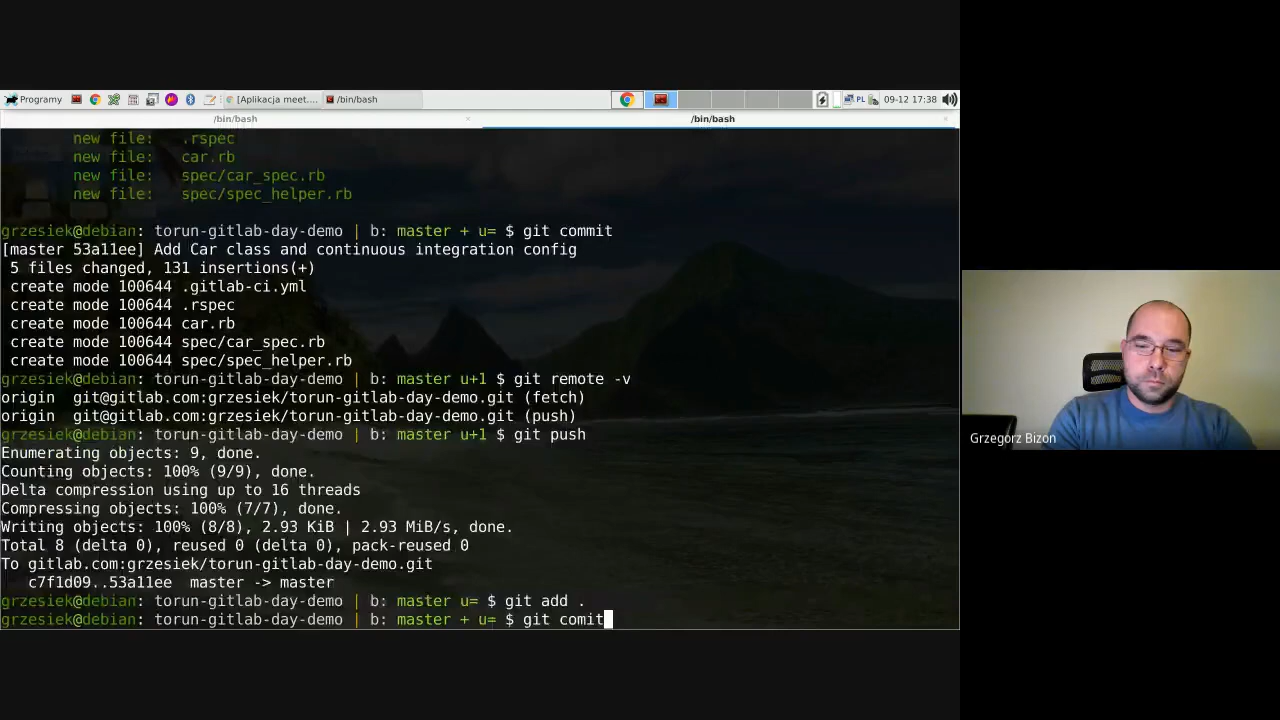 Programy
[Aplikacja meet....
/bin/bash
PL
09-12 17:38
/bin/bash
/bin/bash
new file: .rspec
new file: car.rb
new file: spec/car_spec.rb
new file: spec/spec_helper.rb
grzesiek@debian: torun-gitlab-day-demo | b: master + u= $ git commit
[master 53a11ee] Add Car class and continuous integration config
5 files changed, 131 insertions(+)
create mode 100644 .gitlab-ci.yml
create mode 100644 .rspec
create mode 100644 car.rb
create mode 100644 spec/car_spec.rb
create mode 100644 spec/spec_helper.rb
grzesiek@debian: torun-gitlab-day-demo | b: master u+1 $ git remote -v
origin git@gitlab.com:grzesiek/torun-gitlab-day-demo.git (fetch)
origin git@gitlab.com:grzesiek/torun-gitlab-day-demo.git (push)
grzesiek@debian: torun-gitlab-day-demo | b: master u+1 $ git push
Enumerating objects: 9, done.
Counting objects: 100% (9/9), done.
Delta compression using up to 16 threads
Compressing objects: 100% (7/7), done.
Writing objects: 100% (8/8), 2.93 KiB | 2.93 MiB/s, done.
Total 8 (delta 0), reused 0 (delta 0), pack-reused 0
To gitlab.com:grzesiek/torun-gitlab-day-demo.git
c7f1d09..53a11ee master -> master
grzesiek@debian: torun-gitlab-day-demo | b: master u= $ git add .
grzesiek@debian: torun-gitlab-day-demo | b: master + u= $ git comit
Grzegorz Bizon